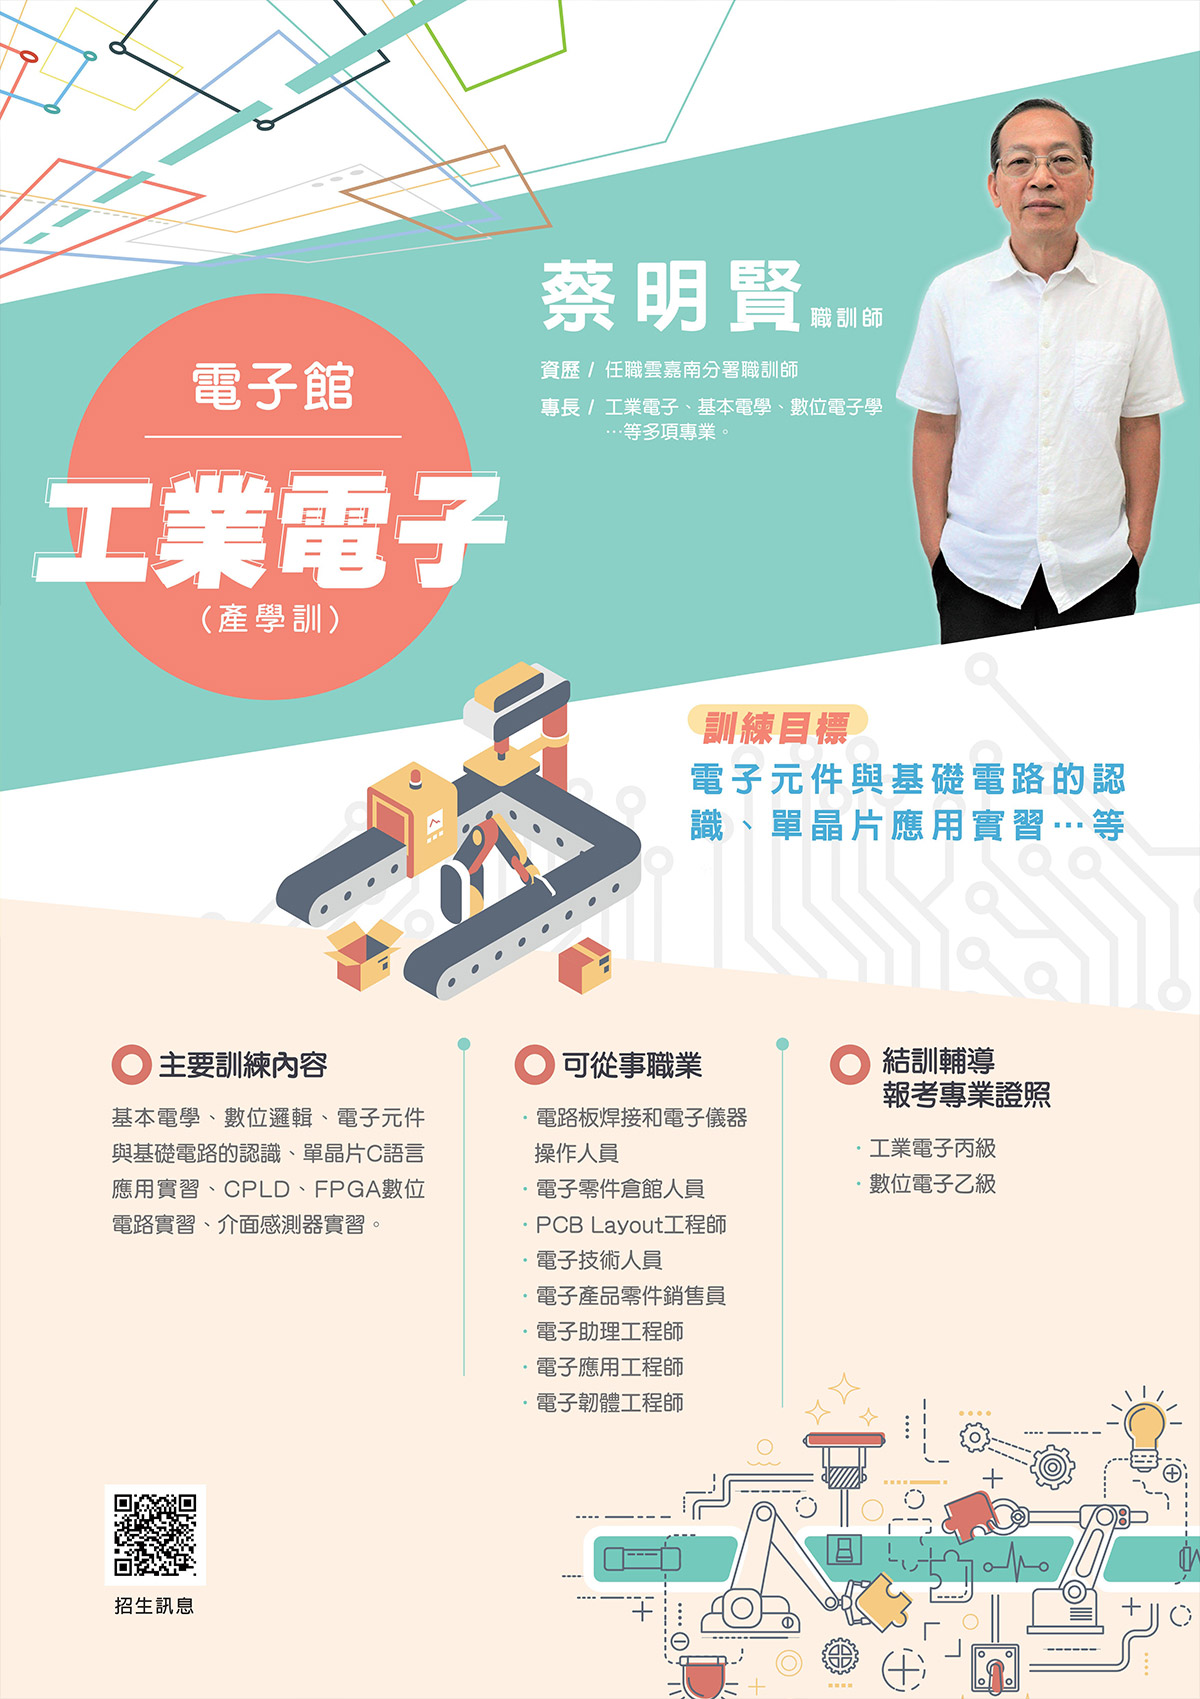 蔡明賢 職訓師
資歷 / 任職雲嘉南分署職訓師
專長 / 工業電子、基本電學、數位電子學
…等多項專業。
電子館
工業電子
(產學訓)
訓練目標
電子元件與基礎電路的認
識、單晶片應用實習…等
主要訓練內容
基本電學、數位邏輯、電子元件
與基礎電路的認識、單晶片C語言
應用實習、CPLD、FPGA數位
電路實習、介面感測器實習。
可從事職業
·電路板焊接和電子儀器
操作人員
·電子零件倉館人員
·PCB Layout工程師
·電子技術人員
·電子產品零件銷售員
·電子助理工程師
·電子應用工程師
·電子韌體工程師
結訓輔導
報考專業證照
·工業電子丙級
·數位電子乙級
招生訊息